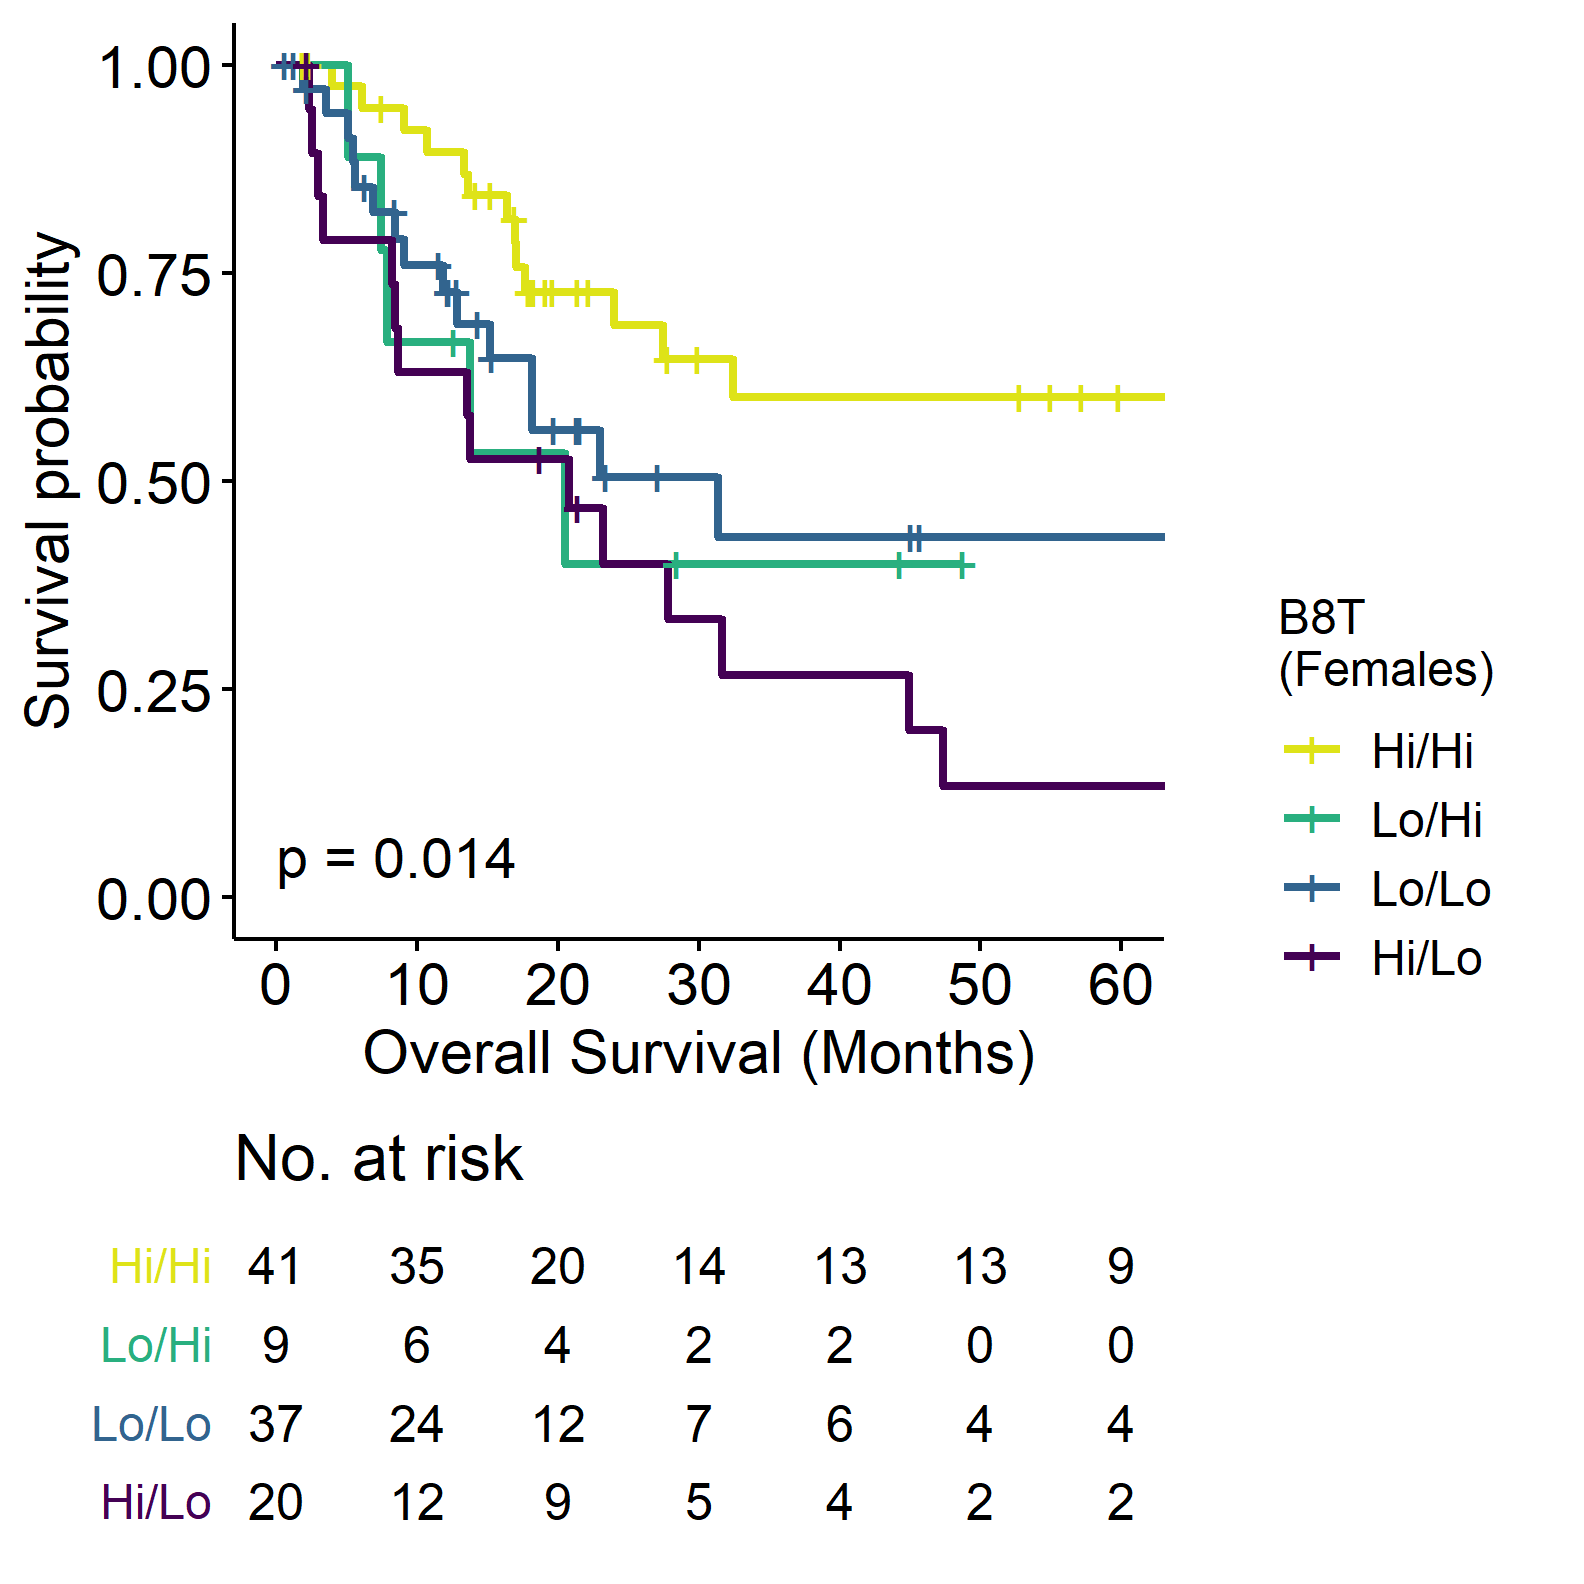 1.00
0.75
0.50
0.25
0.00
Survival probability
p = 0.014
0 10 20 30 40 50 60
Overall Survival (Months)
B8T
(Females)
Hi/Hi
Lo/Hi
Lo/Lo
Hi/Lo
No. at risk
Hi/Hi 41 35 20 14 13 13 9
Lo/Hi 9 6 4 2 2 0 0
Lo/Lo 37 24 12 7 6 4 4
Hi/Lo 20 12 9 5 4 2 2